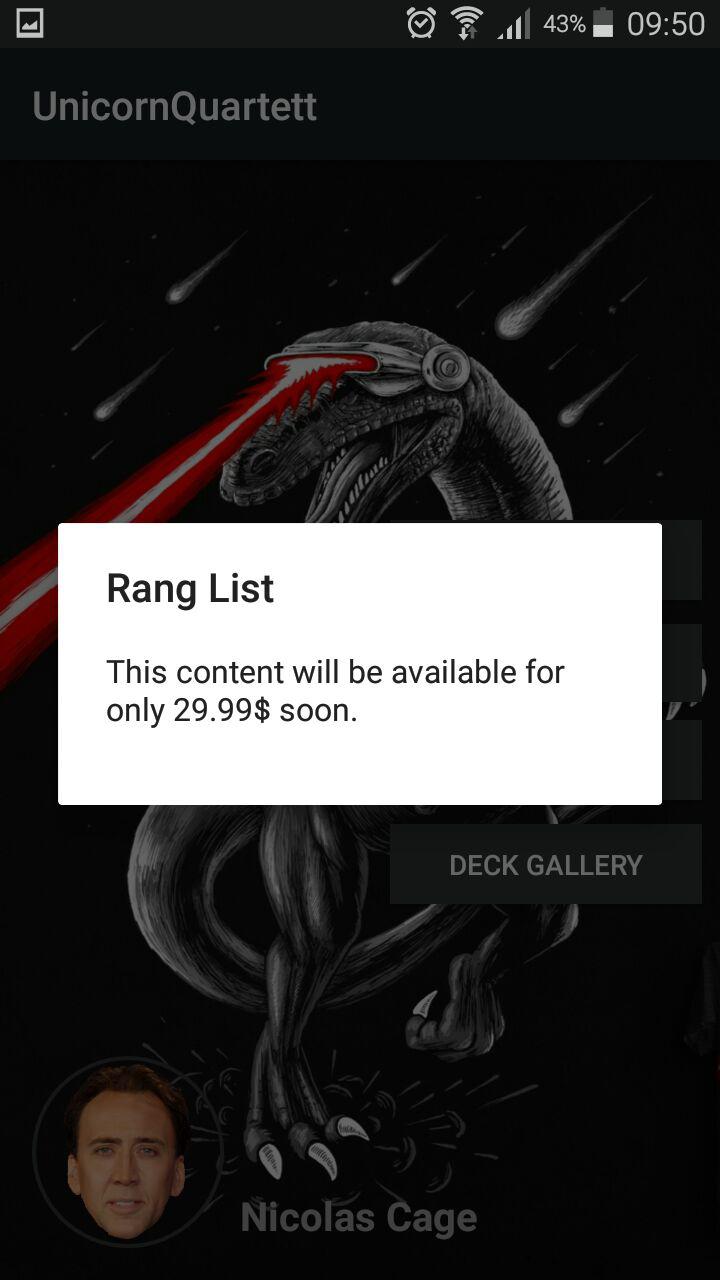 43% 09:50
UnicornQuartett
Rang List
This content will be available for
only 29.99$ soon.
DECK GALLERY
Nicolas Cage